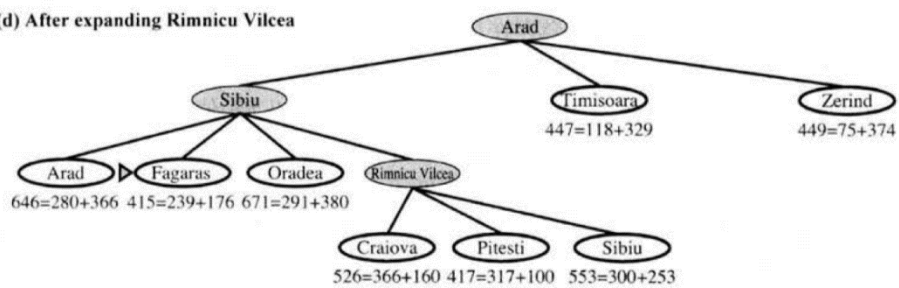 (d) After expanding Rimnicu Vilcea
Arad
Sibiu
Timisoara
Zerind
447=118+329
449=75+374
Arad
Fagaras
Oradea
Rimnicu Vilcea
646=280+366
415=239+176
671=291+380
Craiova
Pitesti
Sibiu
526=366+160
417=317+100
553=300+253